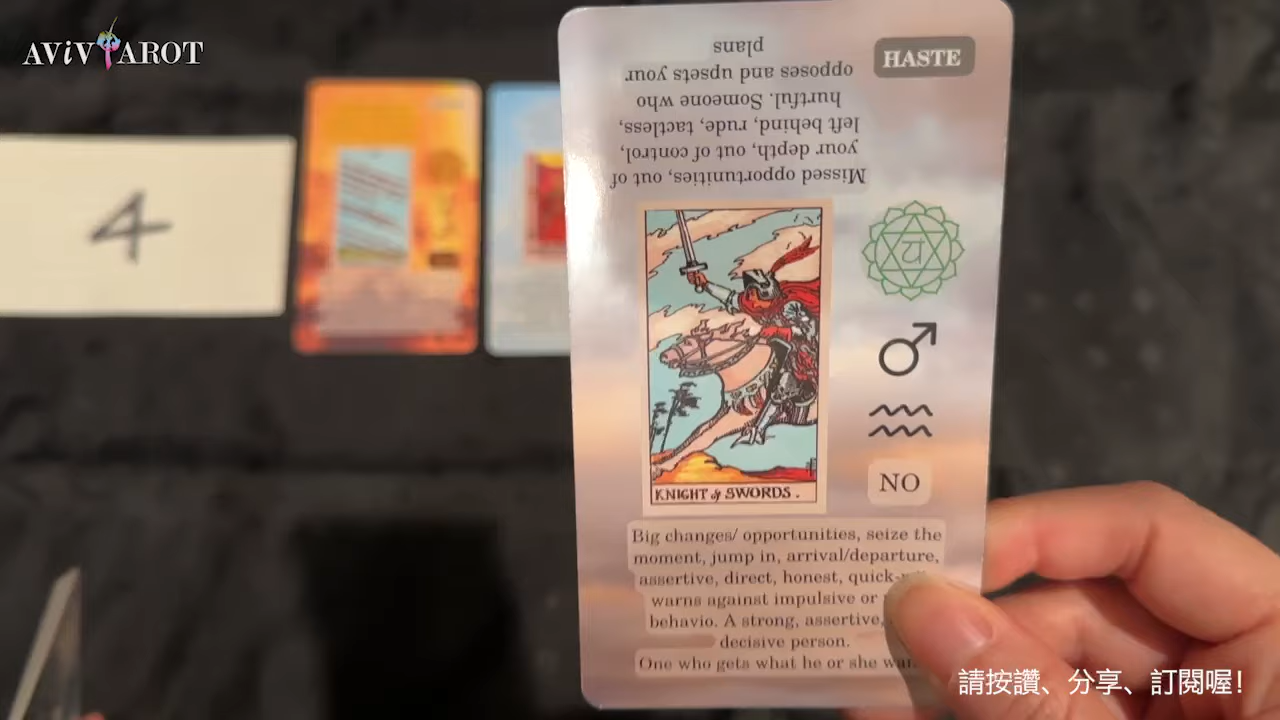 AViV TAROT
HASTE
Missed opportunities, out of
your depth, out of control,
left behind, rude, tactless,
hurtful. Someone who
opposes and upsets your
plans
4
KNIGHT of SWORDS.
NO
Big changes/ opportunities, seize the
moment, jump in, arrival/departure,
assertive, direct, honest,
warns against impulsive or
behavio. A strong, assertive,
decisive person.
One who gets what he or she
請按讚、分享、訂閱喔!